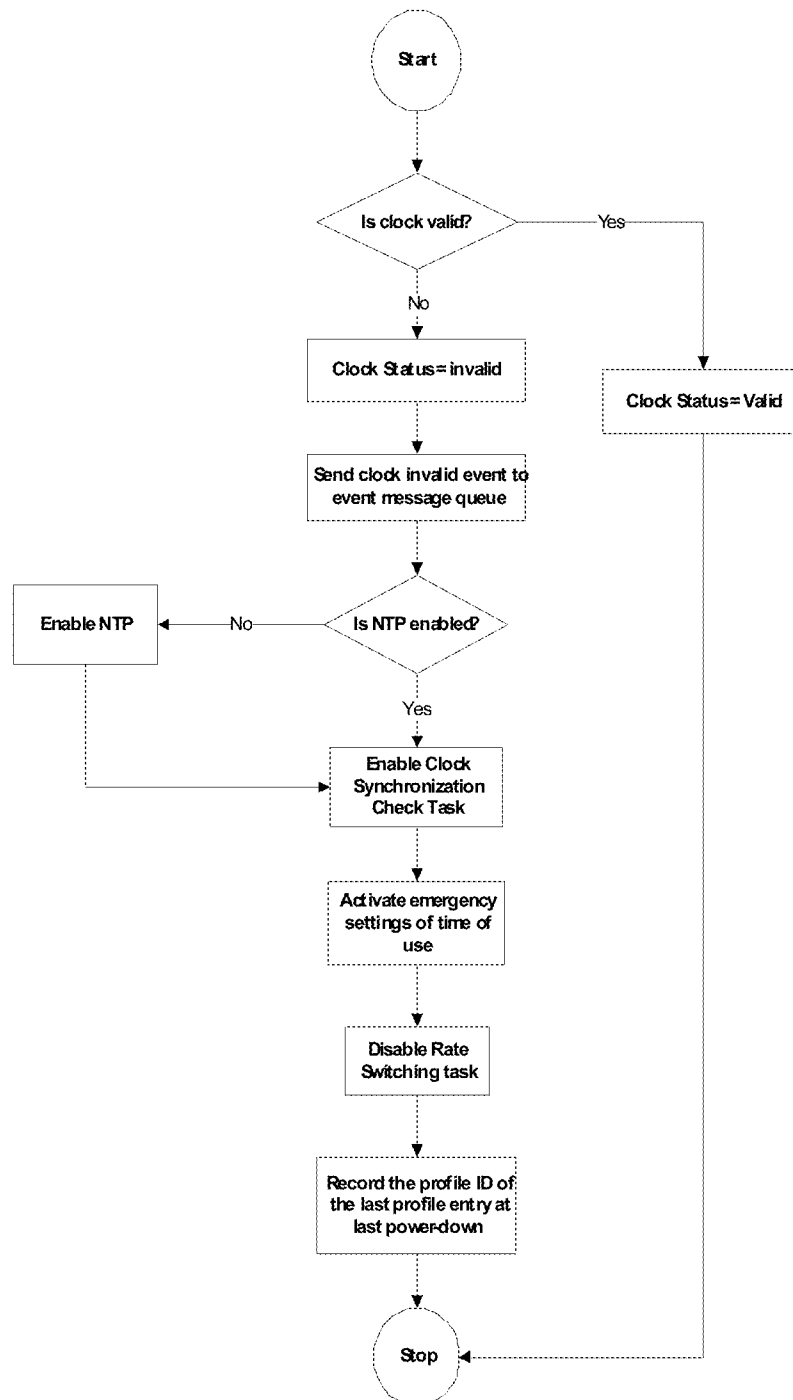 Start
Is clock valid?
Yes
No
Clock Status= invalid
Clock Status= Valid
Send clock invalid event to
event message queue
Enable NTP
No
Is NTP enabled?
Yes
Enable Clock
Synchronization
Check Task
Activate emergency
settings of time of
use
Disable Rate
Switching task
Record the profile ID of
the last profile entry at
last power-down
Stop